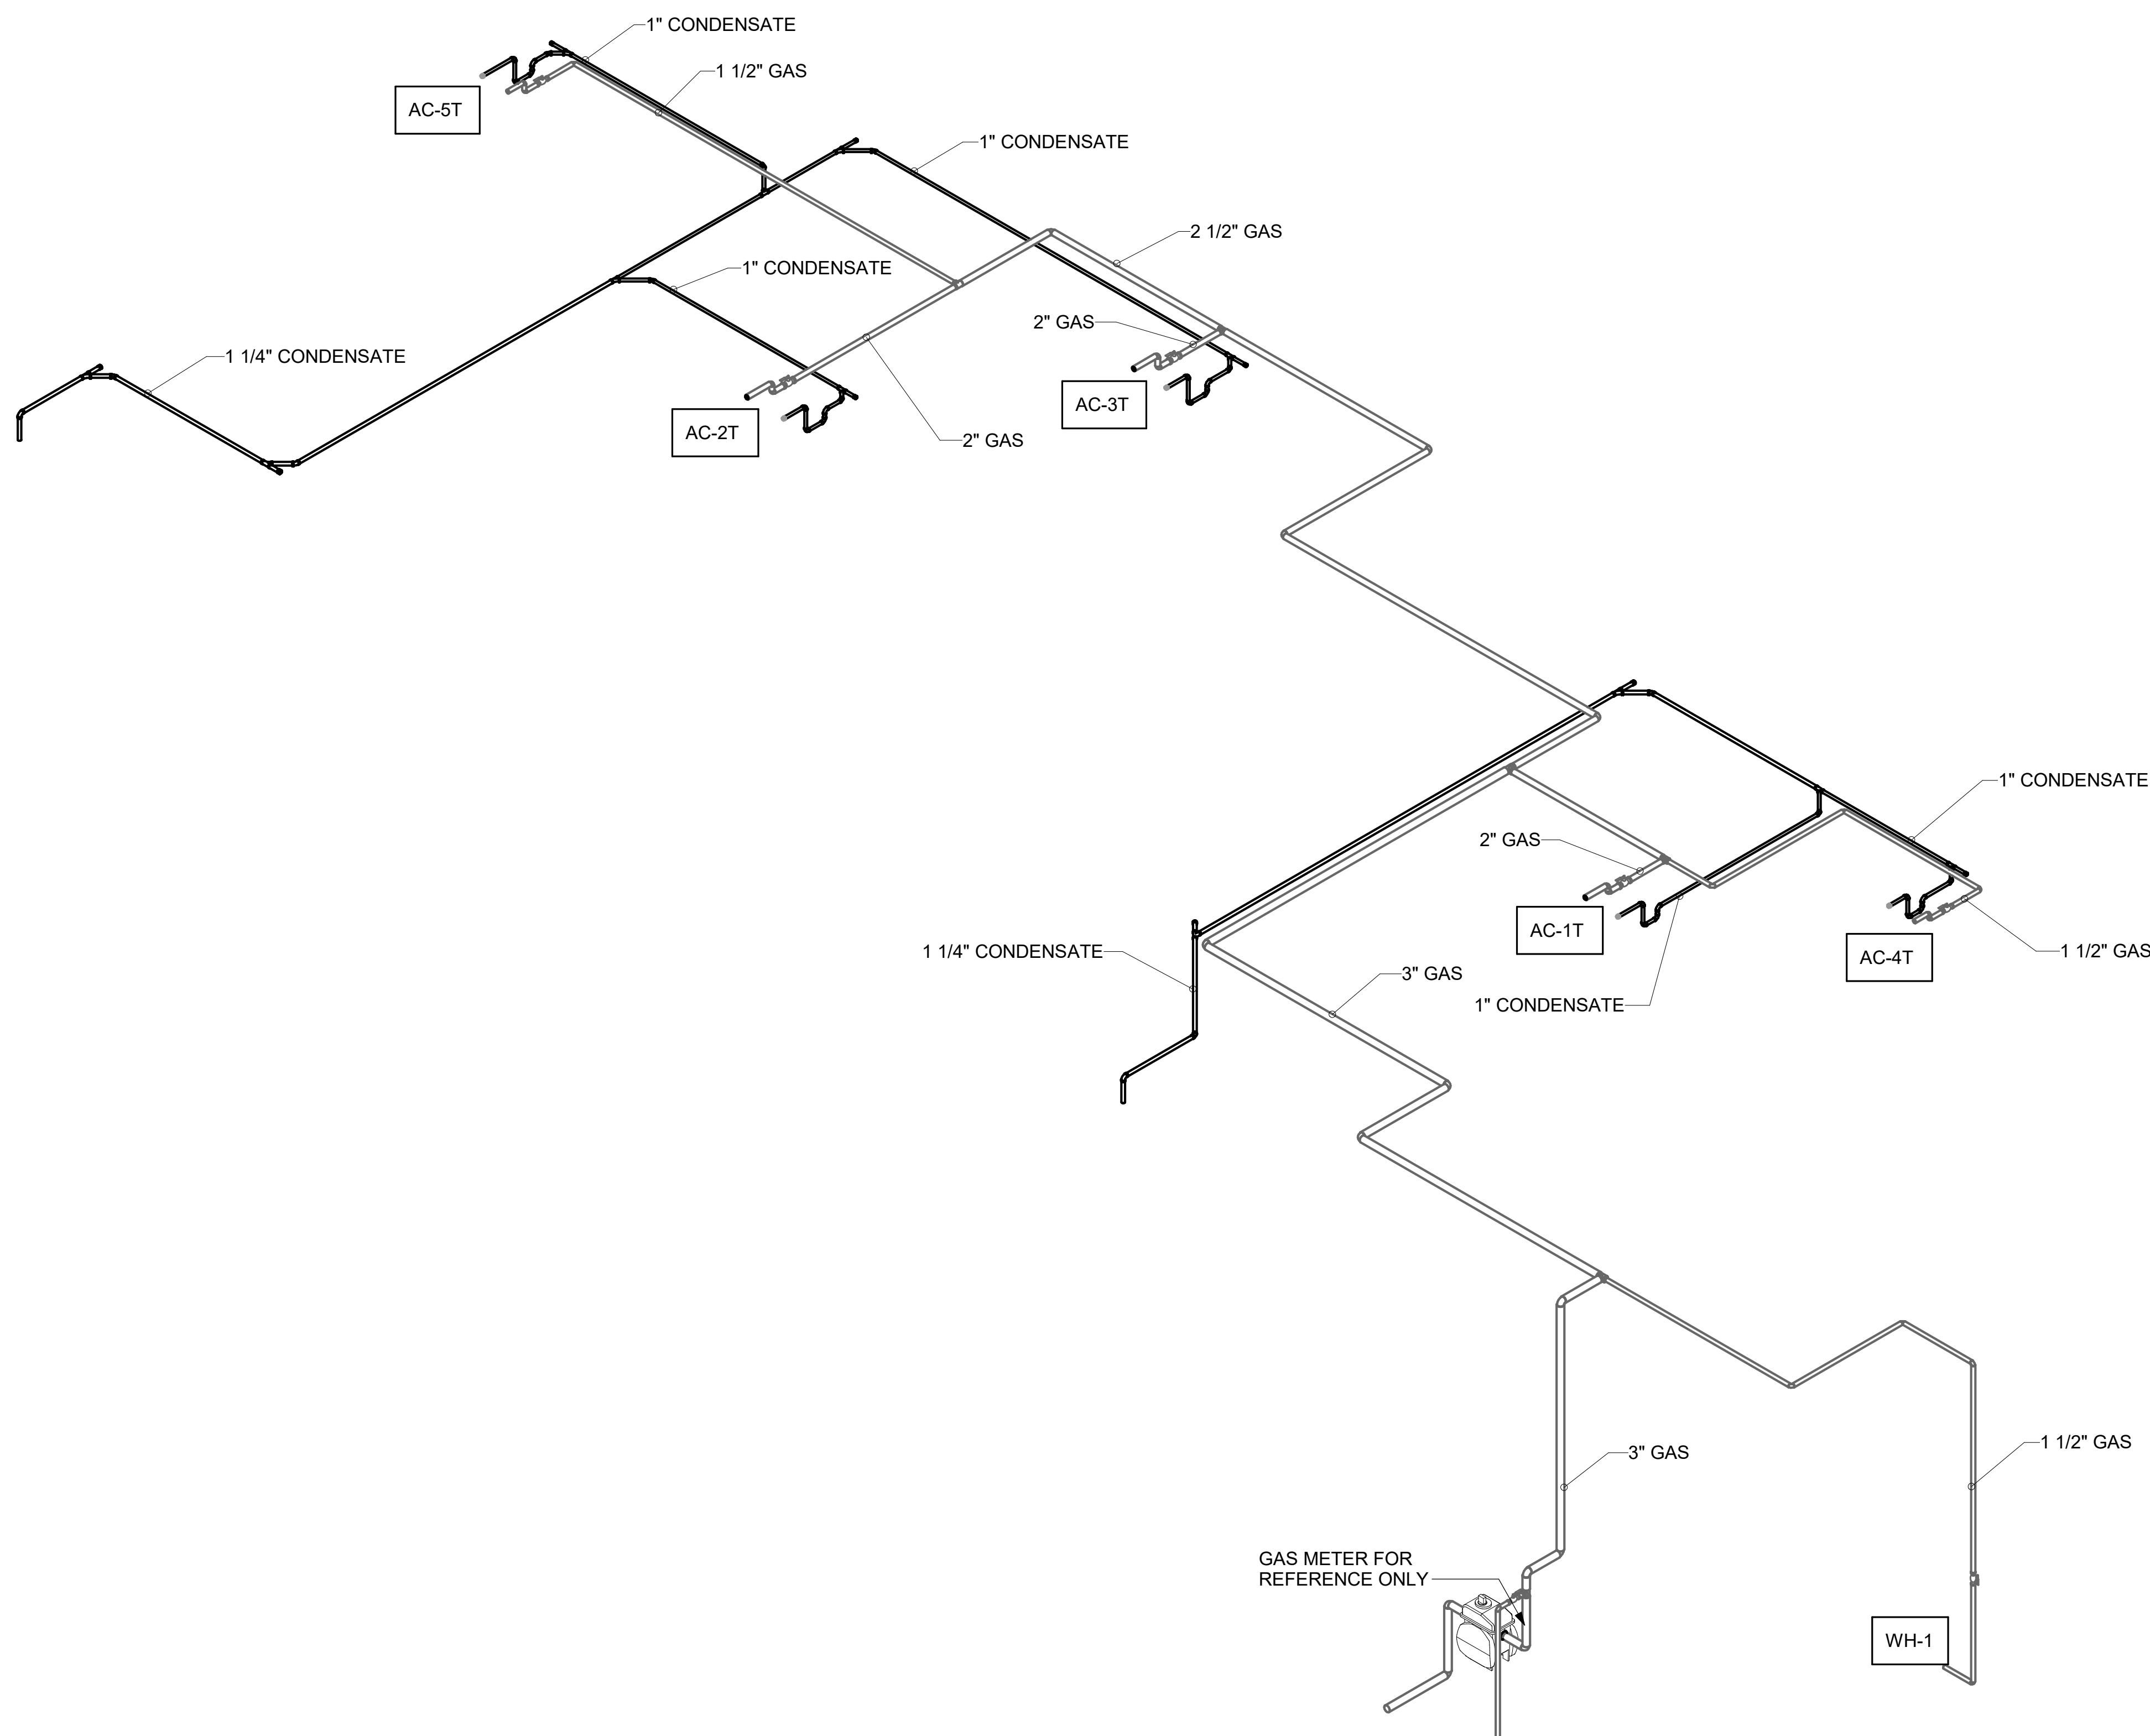 1" CONDENSATE
1 1/2" GAS
AC-5T
1" CONDENSATE
2 1/2" GAS
1" CONDENSATE
2" GAS
1 1/4" CONDENSATE
AC-3T
AC-2T
2" GAS
1" CONDENSATE
2" GAS
AC-1T
1 1/4" CONDENSATE
AC-4T
1 1/2" GAS
3" GAS
1" CONDENSATE
1 1/2" GAS
3" GAS
GAS METER FOR
REFERENCE ONLY
WH-1